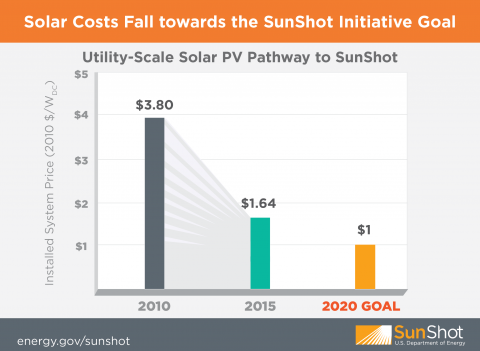 Solar Costs Fall towards the SunShot Initiative Goal
Utility-Scale Solar PV Pathway to SunShot
Installed System Price (2010 $/WDC)
$5
$4
$3
$2
$1
$3.80
$1.64
$1
2010
2015
2020 GOAL
energy.gov/sunshot
SunShot
U.S. Department of Energy